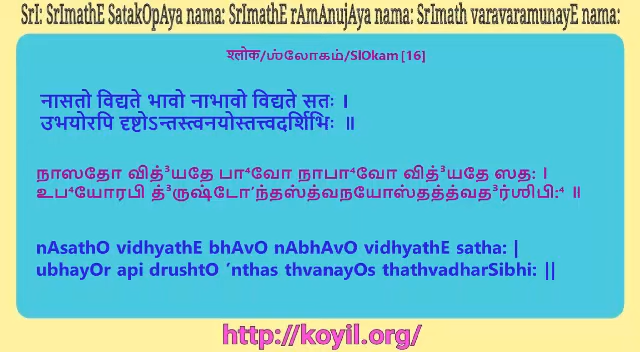 SrI: SrImathE SatakOpAya nama: SrImathE rAmAnujAya nama: SrImath varavaramunayE nama:
श्लोक/ஶ்லோகம்/SlOkam [16]
नासतो विद्यते भावो नाभावो विद्यते सतः ।
उभयोरपि दृष्टोऽन्तस्त्वनयोस्तत्त्वदर्शिभिः ॥
நாஸதோ வித்³யதே பா⁴வோ நாபா⁴வோ வித்³யதே ஸத: ।
உப⁴யோரபி த்³ருஷ்டோ´ந்தஸ்த்வநயோஸ்தத்த்வத³ர்ஶிபி:⁴ ॥
nAsathO vidhyathE bhAvO nAbhAvO vidhyathE satha: |
ubhayOr api drushtO ´nthas thvanayOs thathvadharSibhi: ||
http://koyil.org/